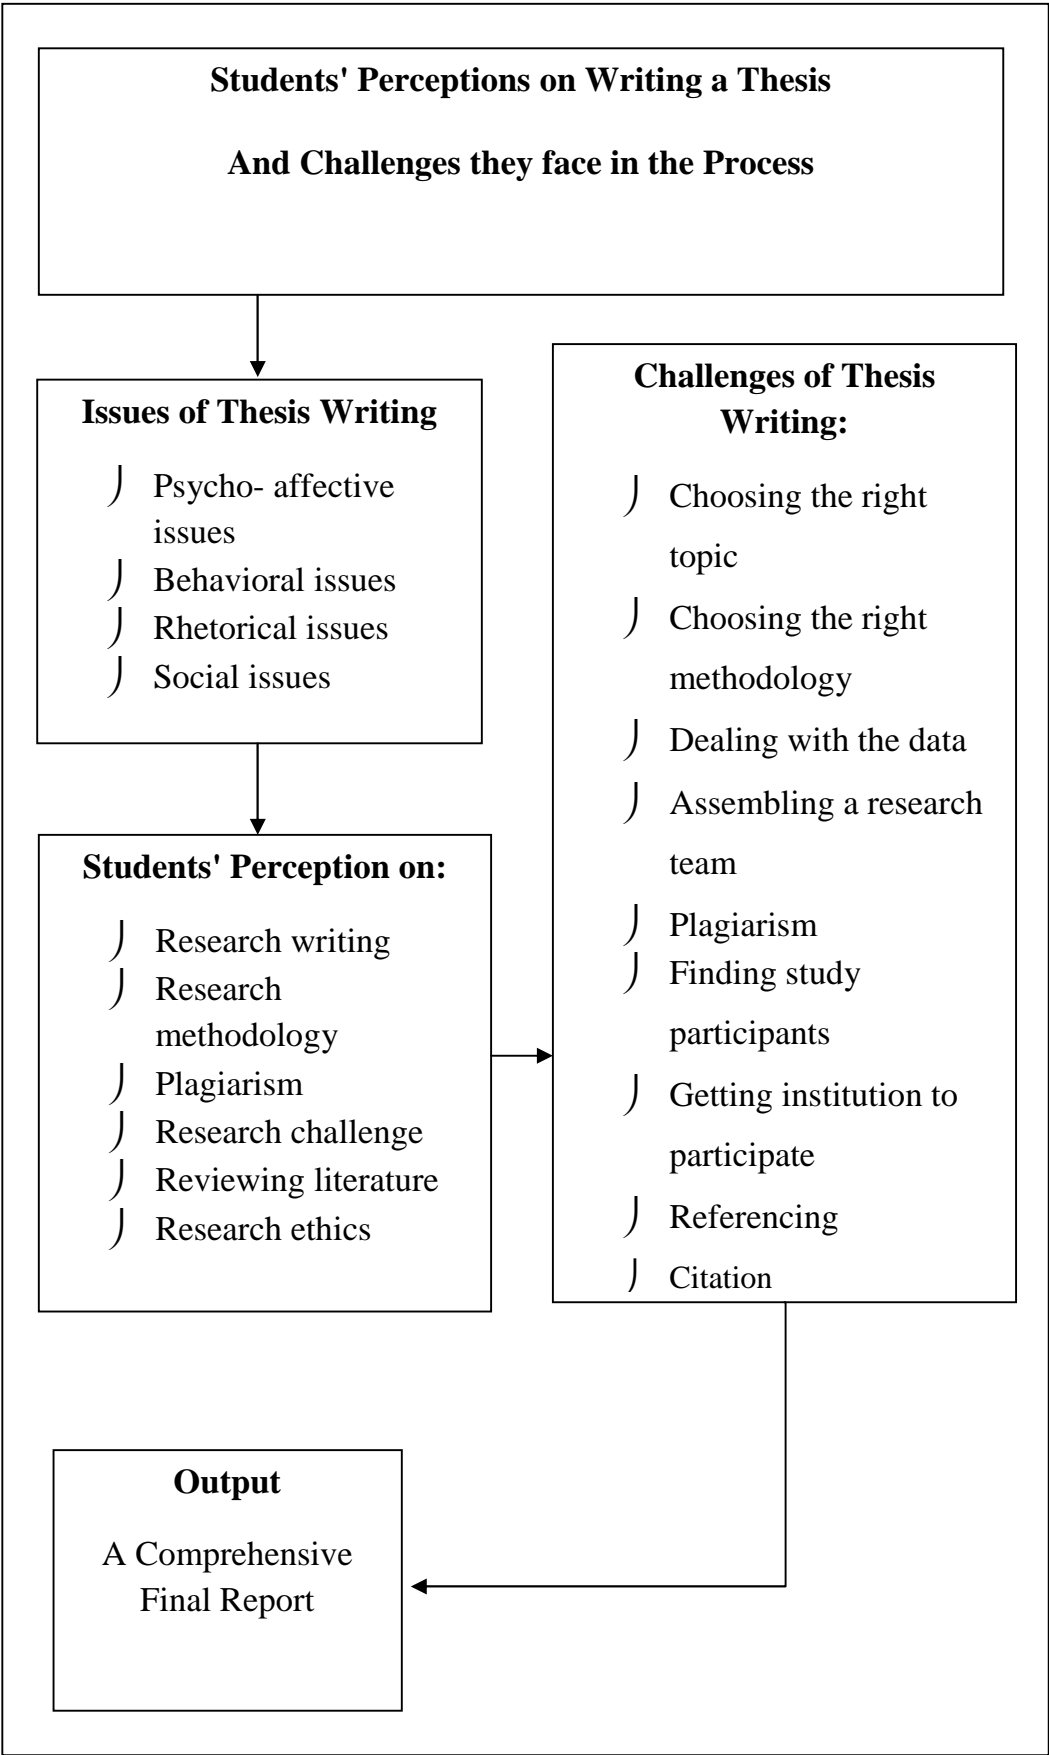 Students' Perceptions on Writing a Thesis
And Challenges they face in the Process
Issues of Thesis Writing
Psycho- affective
issues
Behavioral issues
Rhetorical issues
Social issues
Students' Perception on:
Research writing
Research
methodology
Plagiarism
Research challenge
Reviewing literature
Research ethics
Challenges of Thesis
Writing:
Choosing the right
topic
Choosing the right
methodology
Dealing with the data
Assembling a research
team
Plagiarism
Finding study
participants
Getting institution to
participate
Referencing
Citation
Output
A Comprehensive
Final Report